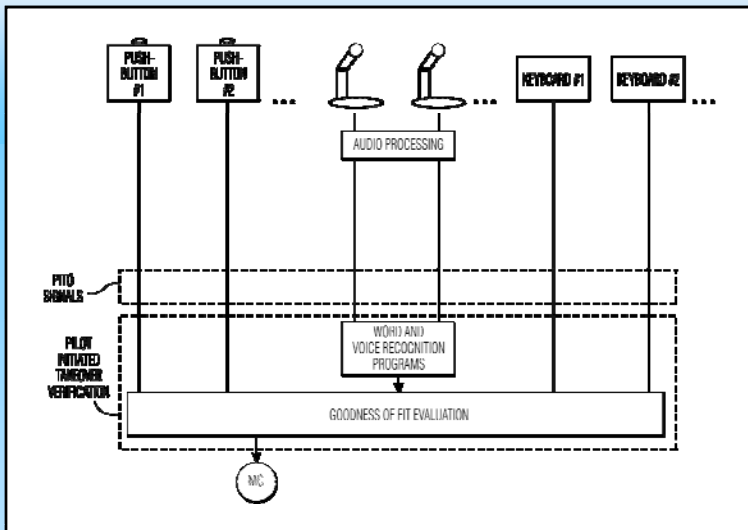 PUSH-
BUTTON
#1
PUSH-
BUTTON
#2
...
...
KEYBOARD #1
KEYBOARD #2
...
AUDIO PROCESSING
PITO
SIGNALS
WORD AND
VOICE RECOGNITION
PROGRAMS
PILOT
INITIATED
TAKEOVER
VERIFICATION
GOODNESS OF FIT EVALUATION